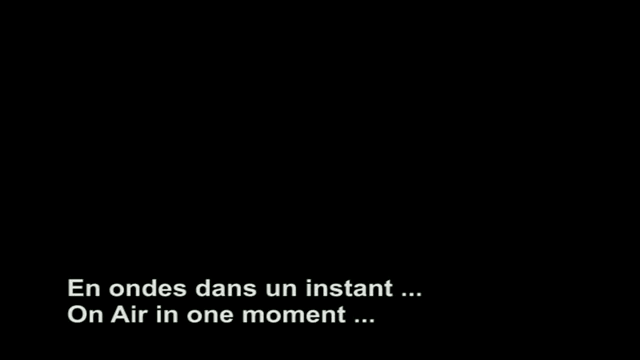 En ondes dans un instant ...
On Air in one moment ...